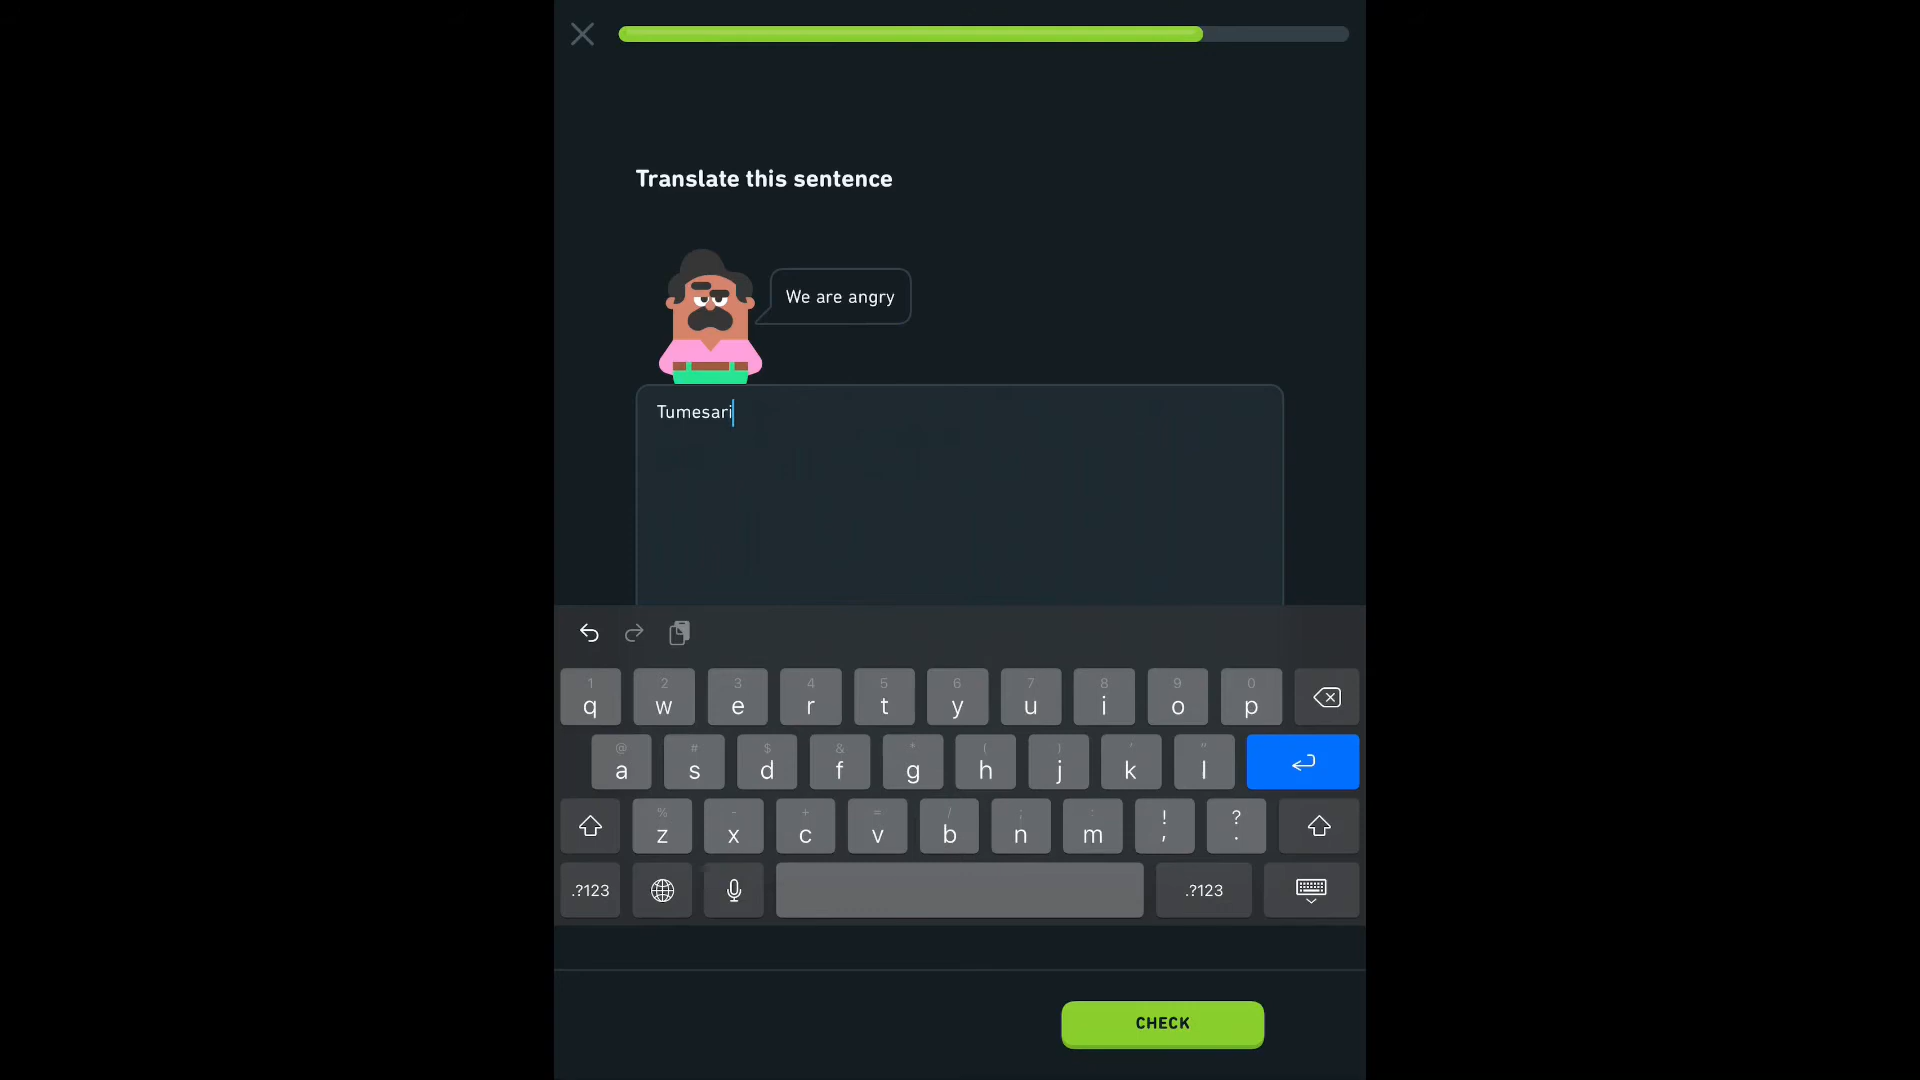 Translate this sentence
We are angry
Tumesari
1 2 3 4 5 6 7 8 9 0
q w e r t y u i o p
@ # $ & * ( ) ' "
a s d f g h j k l
% - + = / ; : ! ?
z x c v b n m , .
.?123 .?123
CHECK